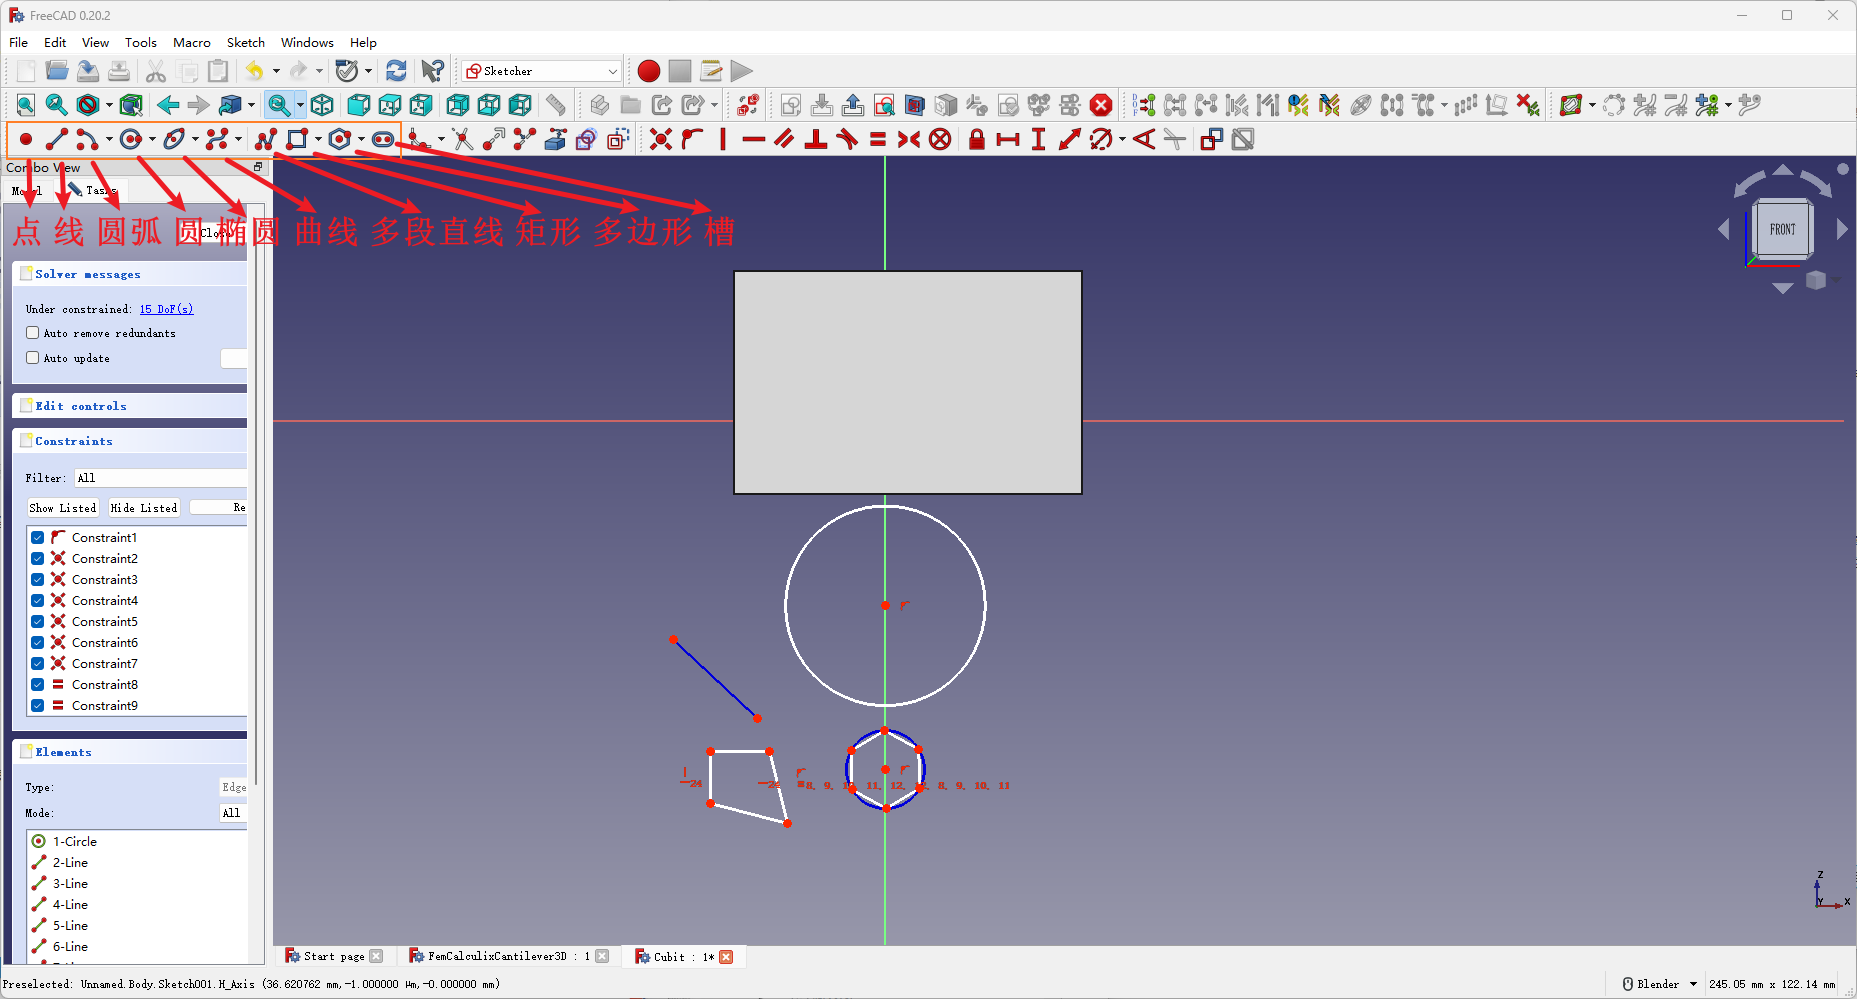 FreeCAD 0.20.2
File Edit View Tools Macro Sketch Windows Help
Sketcher
Combo View
Model Tasks
点 线 圆弧 圆 椭圆 曲线 多段直线 矩形 多边形 槽
FRONT
Solver messages
Under constrained: 15 DoF(s)
Auto remove redundants
Auto update
Edit controls
Constraints
Filter: All
Show Listed Hide Listed Re
Constraint1
Constraint2
Constraint3
Constraint4
Constraint5
Constraint6
Constraint7
Constraint8
Constraint9
Elements
Type: Edge
Mode: All
1-Circle
2-Line
3-Line
4-Line
5-Line
6-Line
Z
Y X
Start page FemCalculixCantilever3D : 1 Cubit : 1*
Preselected: Unnamed.Body.Sketch001.H_Axis (36.620762 mm,-1.000000 µm,-0.000000 mm) Blender 245.05 mm x 122.14 mm